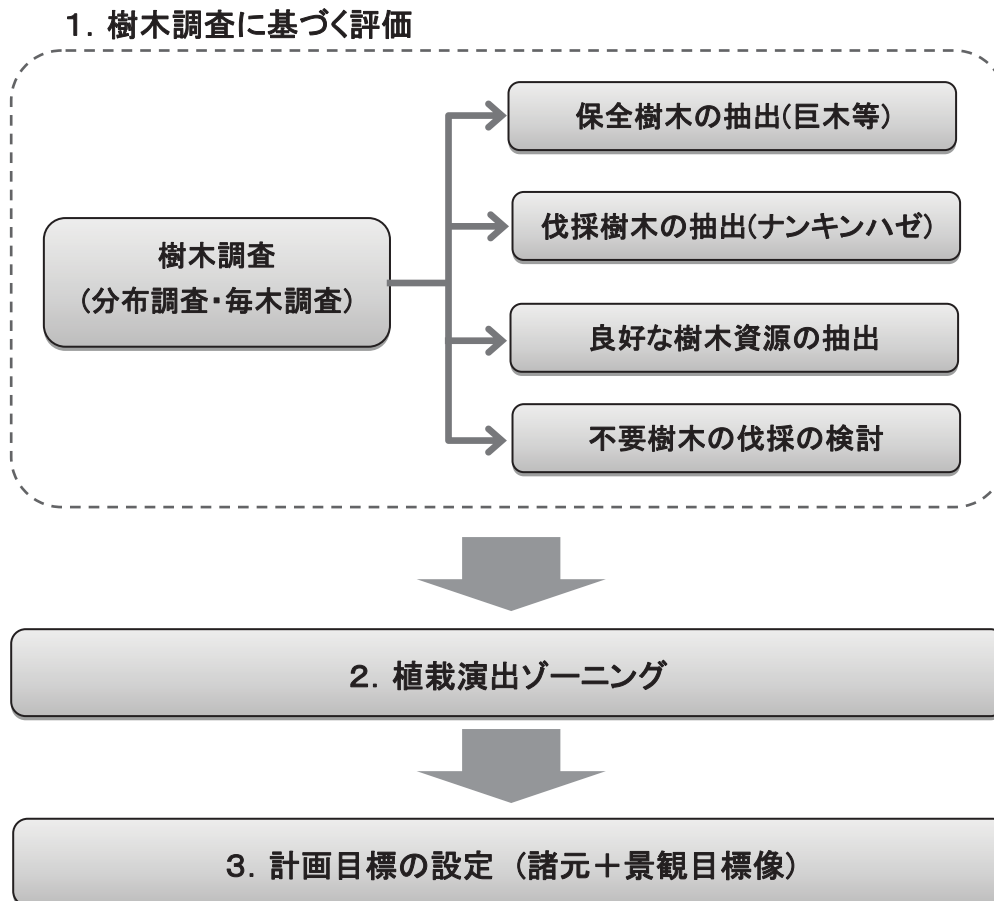 1．樹木調査に基づく評価
保全樹木の抽出(巨木等)
伐採樹木の抽出(ナンキンハゼ)
樹木調査
(分布調査・毎木調査)
良好な樹木資源の抽出
不要樹木の伐採の検討
2．植栽演出ゾーニング
3．計画目標の設定 (諸元＋景観目標像)